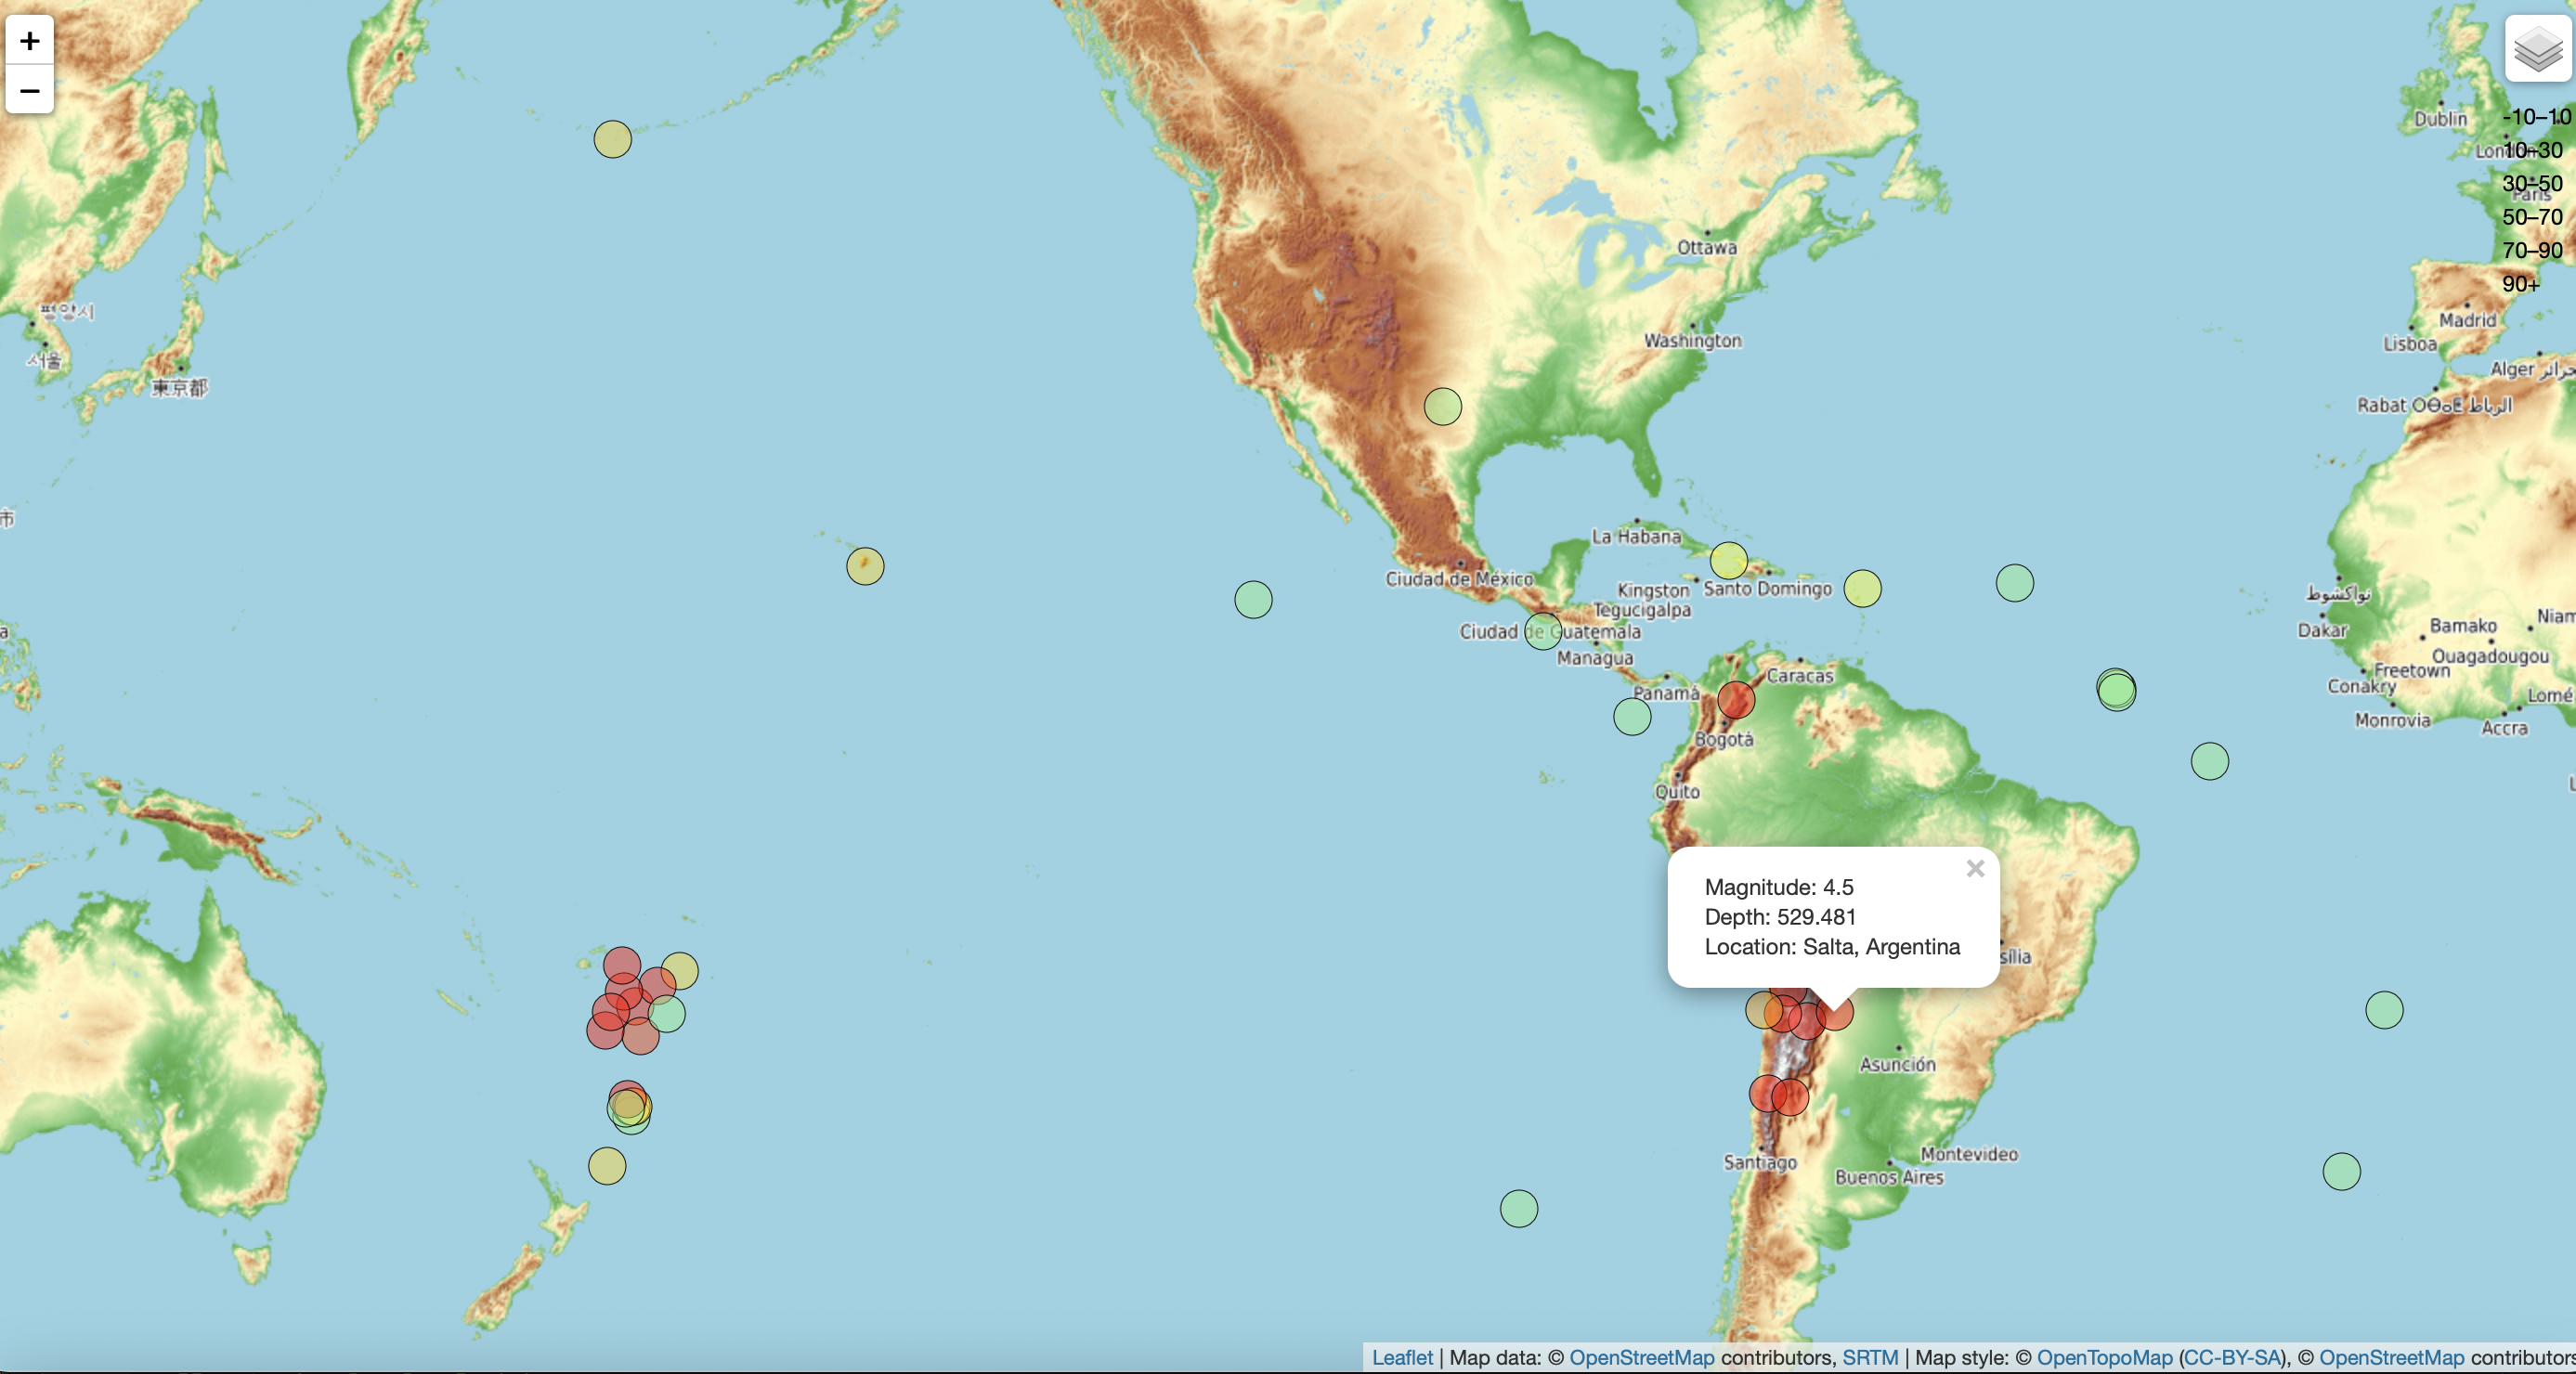 +
−
Dublin
-10–10
London
10–30
30–50
Paris
50–70
70–90
90+
Ottawa
평양시
서울
東京都
Washington
Madrid
Lisboa
Alger
Rabat ⵔⴱⴰⵟ الرباط
市
La Habana
Ciudad de México
Kingston
Santo Domingo
Tegucigalpa
Ciudad de Guatemala
Managua
Panamá
Caracas
Bogotá
Quito
نواكشوط
Dakar
Bamako
Niam
Ouagadougou
Freetown
Conakry
Lomé
Monrovia
Accra
×
Magnitude: 4.5
Depth: 529.481
Location: Salta, Argentina
sília
Asunción
Santiago
Montevideo
Buenos Aires
Leaflet | Map data: © OpenStreetMap contributors, SRTM | Map style: © OpenTopoMap (CC-BY-SA), © OpenStreetMap contributors